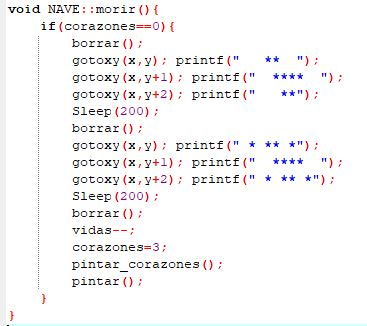 void NAVE::morir(){
    if(corazones==0){
        borrar();
        gotoxy(x,y); printf("   **  ");
        gotoxy(x,y+1); printf("  ****  ");
        gotoxy(x,y+2); printf("   **");
        Sleep(200);
        borrar();
        gotoxy(x,y); printf(" * ** *");
        gotoxy(x,y+1); printf("  ****  ");
        gotoxy(x,y+2); printf(" * ** *");
        Sleep(200);
        borrar();
        vidas--;
        corazones=3;
        pintar_corazones();
        pintar();
    }
}